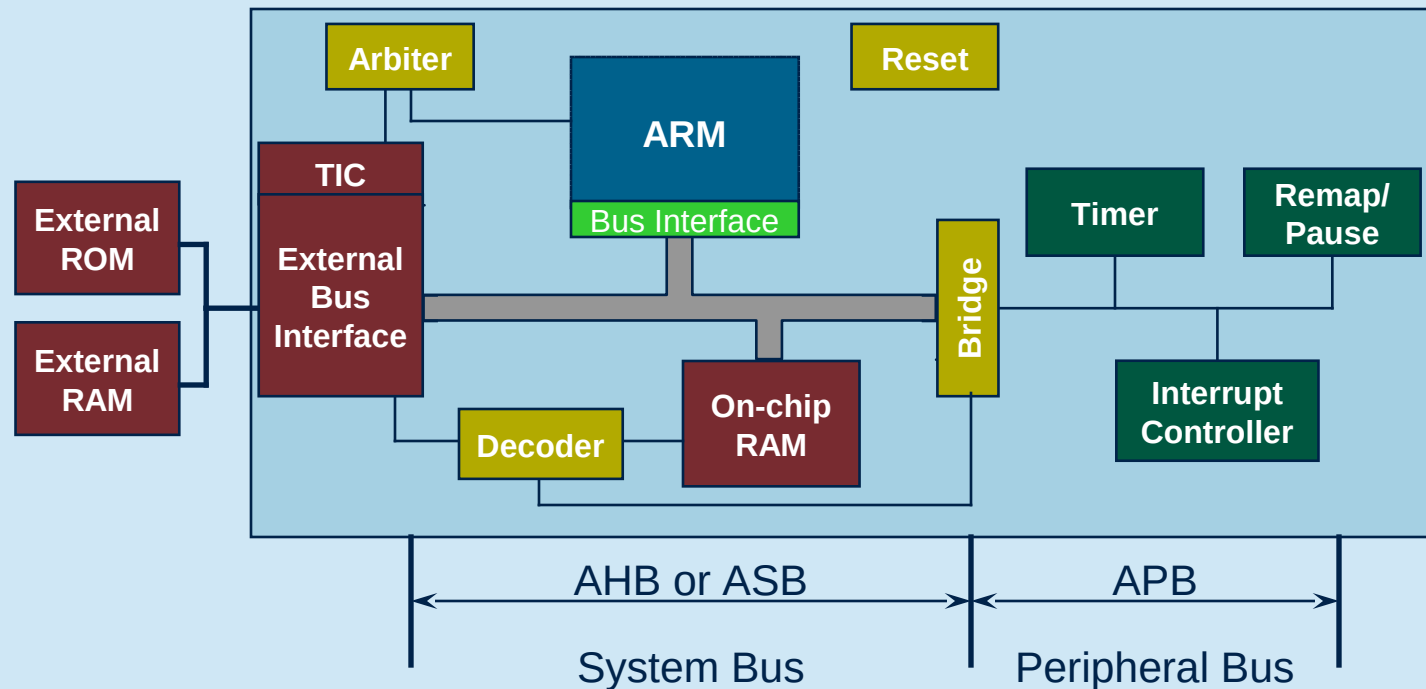 Arbiter
Reset
ARM
TIC
External
ROM
External
Bus
Interface
Bus Interface
Bridge
Timer
Remap/
Pause
External
RAM
On-chip
RAM
Decoder
Interrupt
Controller
AHB or ASB
APB
System Bus
Peripheral Bus